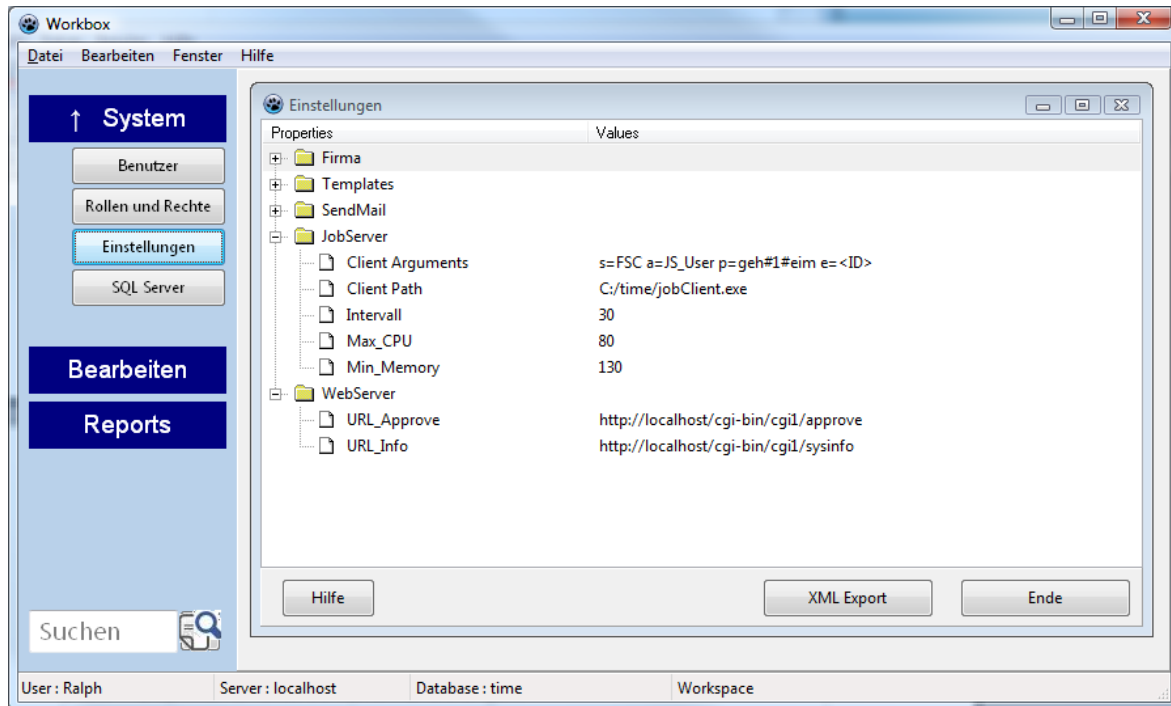 Workbox
Datei Bearbeiten Fenster Hilfe
↑ System
Benutzer
Rollen und Rechte
Einstellungen
SQL Server
Bearbeiten
Reports
Suchen
Einstellungen
Properties Values
Firma
Templates
SendMail
JobServer
Client Arguments s=FSC a=JS_User p=geh#1#eim e=<ID>
Client Path C:/time/jobClient.exe
Intervall 30
Max_CPU 80
Min_Memory 130
WebServer
URL_Approve http://localhost/cgi-bin/cgi1/approve
URL_Info http://localhost/cgi-bin/cgi1/sysinfo
Hilfe XML Export Ende
User : Ralph Server : localhost Database : time Workspace